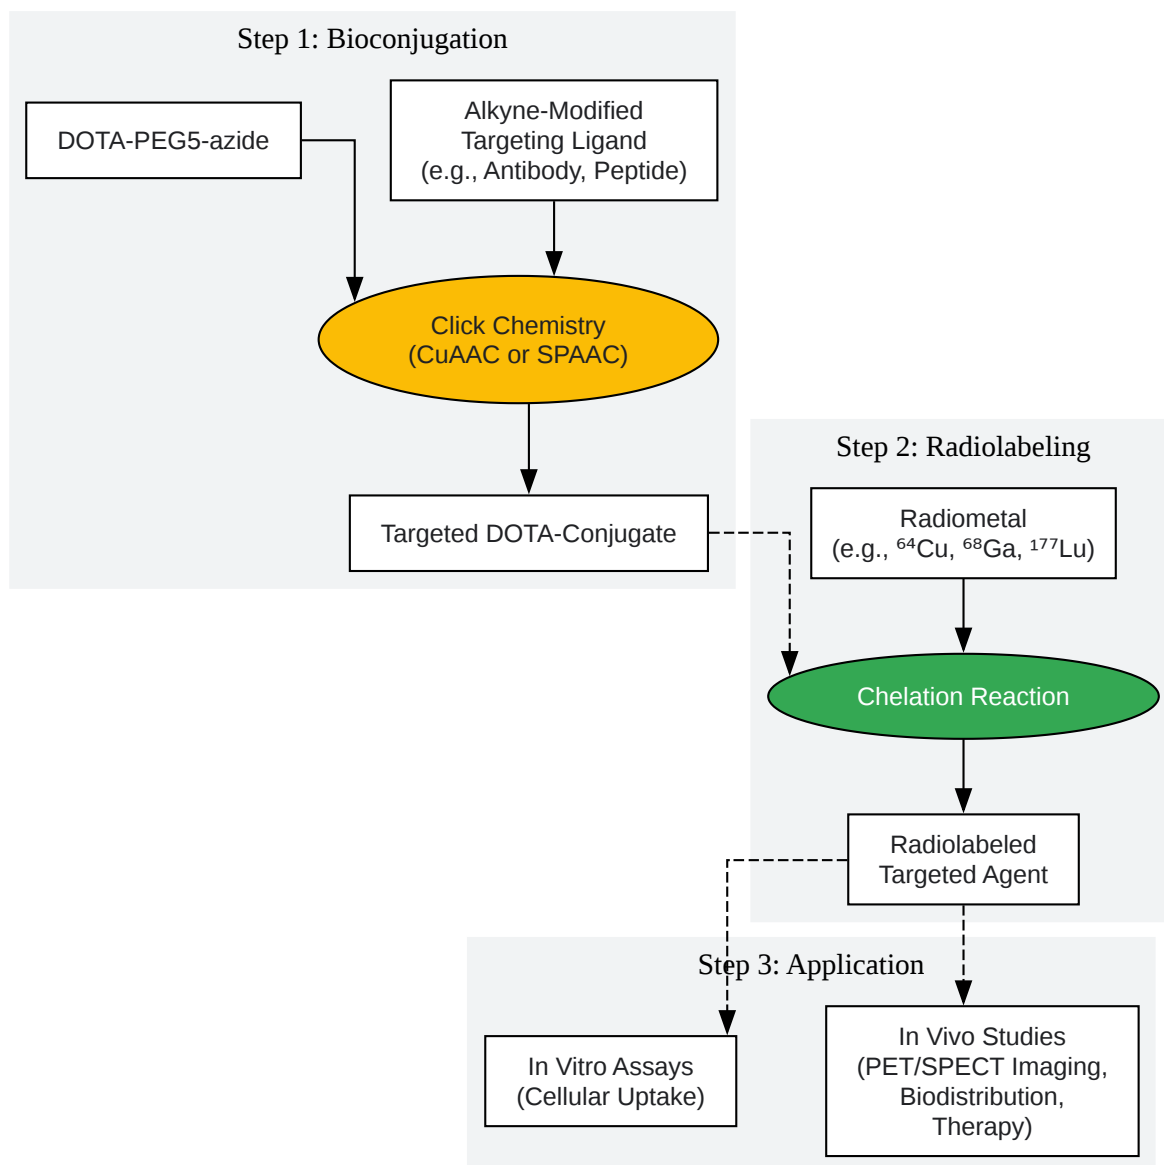 Step 1: Bioconjugation
DOTA-PEG5-azide
Alkyne-Modified
Targeting Ligand
(e.g., Antibody, Peptide)
Click Chemistry
(CuAAC or SPAAC)
Targeted DOTA-Conjugate
Step 2: Radiolabeling
Radiometal
(e.g., ⁶⁴Cu, ⁶⁸Ga, ¹⁷⁷Lu)
Chelation Reaction
Radiolabeled
Targeted Agent
Step 3: Application
In Vitro Assays
(Cellular Uptake)
In Vivo Studies
(PET/SPECT Imaging,
Biodistribution,
Therapy)